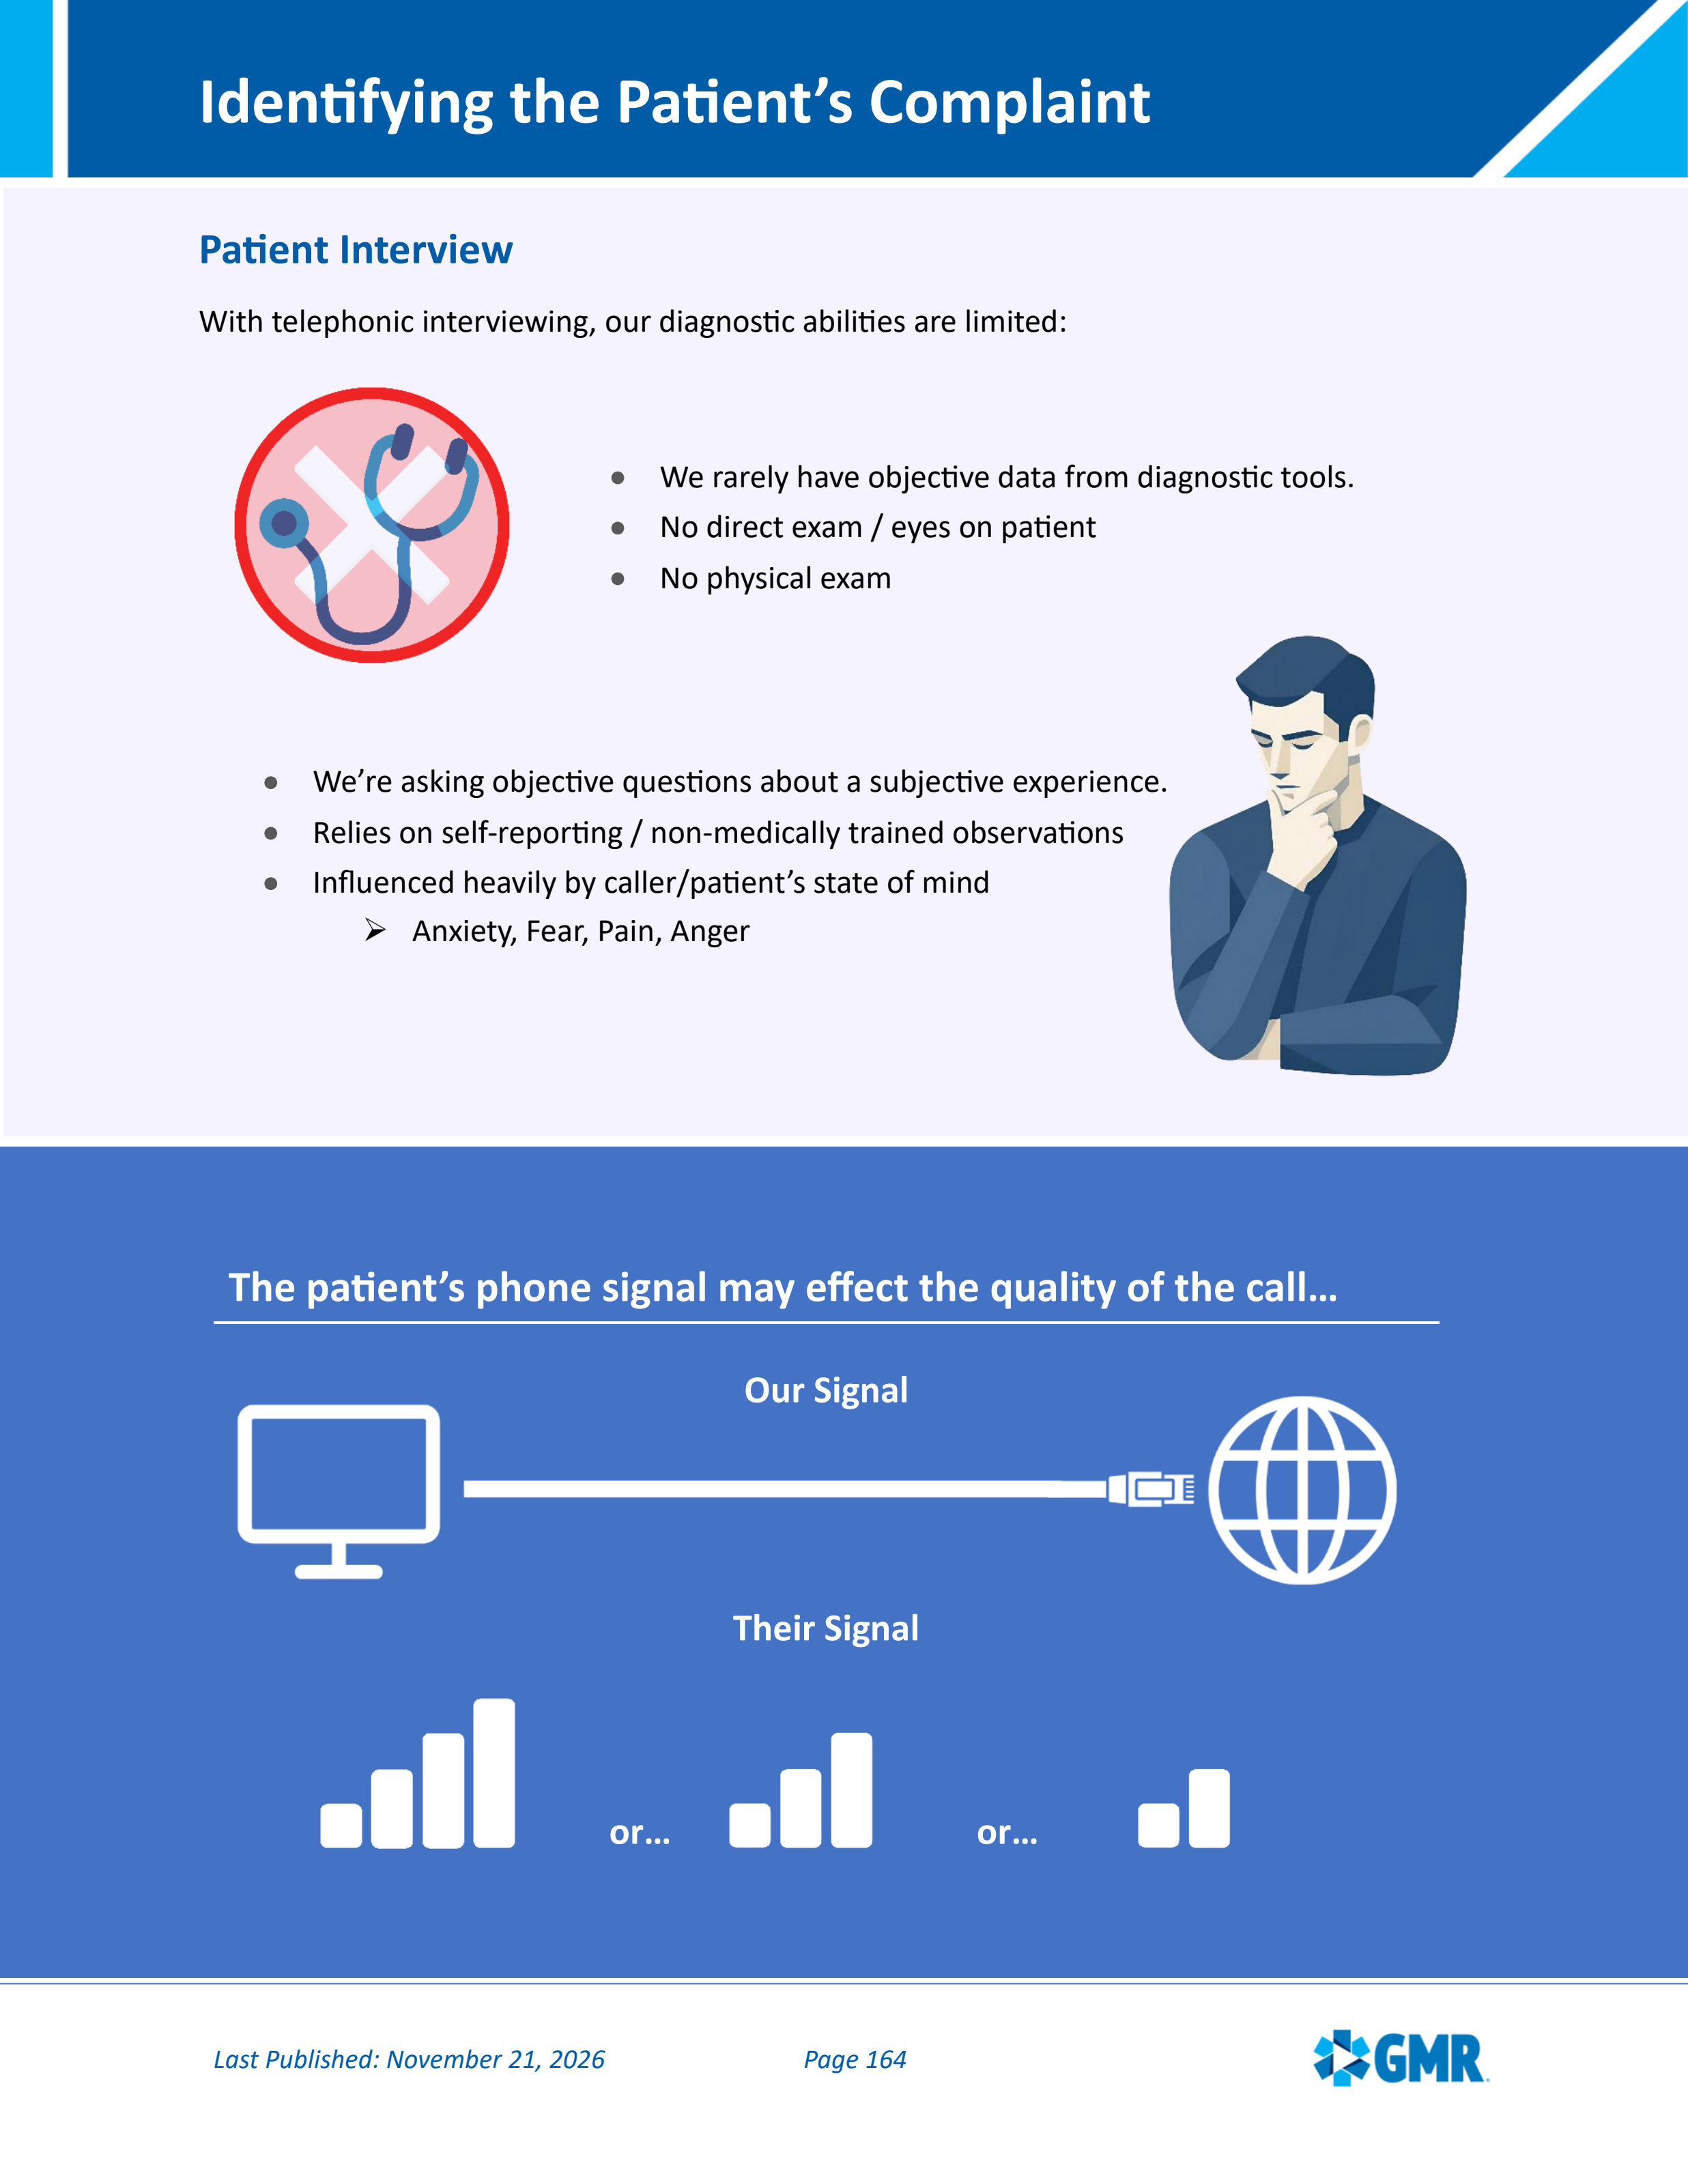 Identifying the Patient’s Complaint
Patient Interview
With telephonic interviewing, our diagnostic abilities are limited:
● We rarely have objective data from diagnostic tools.
● No direct exam / eyes on patient
● No physical exam
● We’re asking objective questions about a subjective experience.
● Relies on self-reporting / non-medically trained observations
● Influenced heavily by caller/patient’s state of mind
➢ Anxiety, Fear, Pain, Anger
The patient’s phone signal may effect the quality of the call…
Our Signal
Their Signal
or… or…
Last Published: November 21, 2026 Page 164 GMR